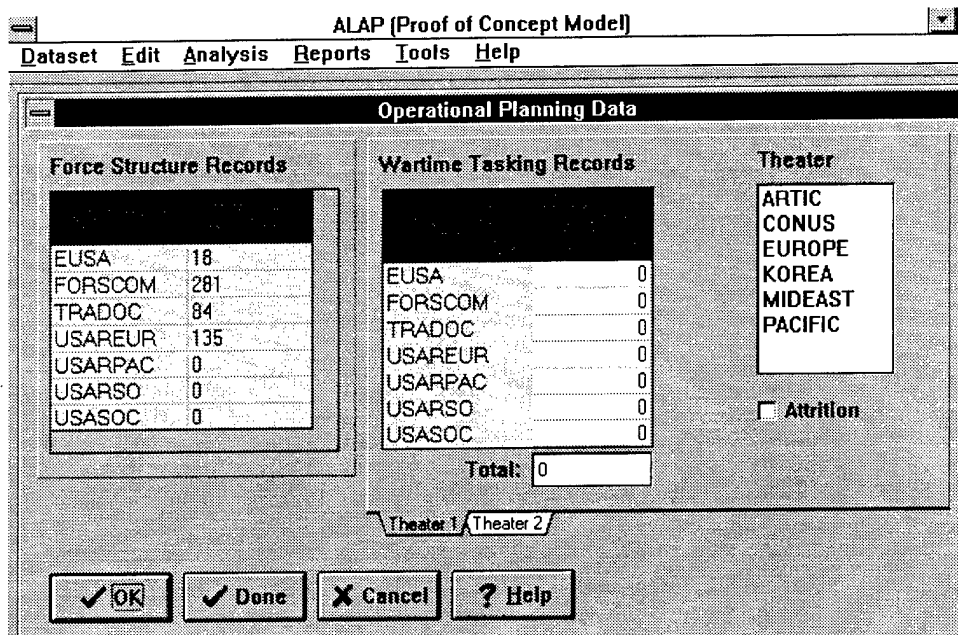 ALAP (Proof of Concept Model)
Dataset Edit Analysis Reports Tools Help
Operational Planning Data
Force Structure Records
EUSA 18
FORSCOM 281
TRADOC 84
USAREUR 135
USARPAC 0
USARSO 0
USASOC 0
Wartime Tasking Records
EUSA 0
FORSCOM 0
TRADOC 0
USAREUR 0
USARPAC 0
USARSO 0
USASOC 0
Total: 0
Theater
ARTIC
CONUS
EUROPE
KOREA
MIDEAST
PACIFIC
Attrition
Theater 1 Theater 2
OK Done Cancel ? Help